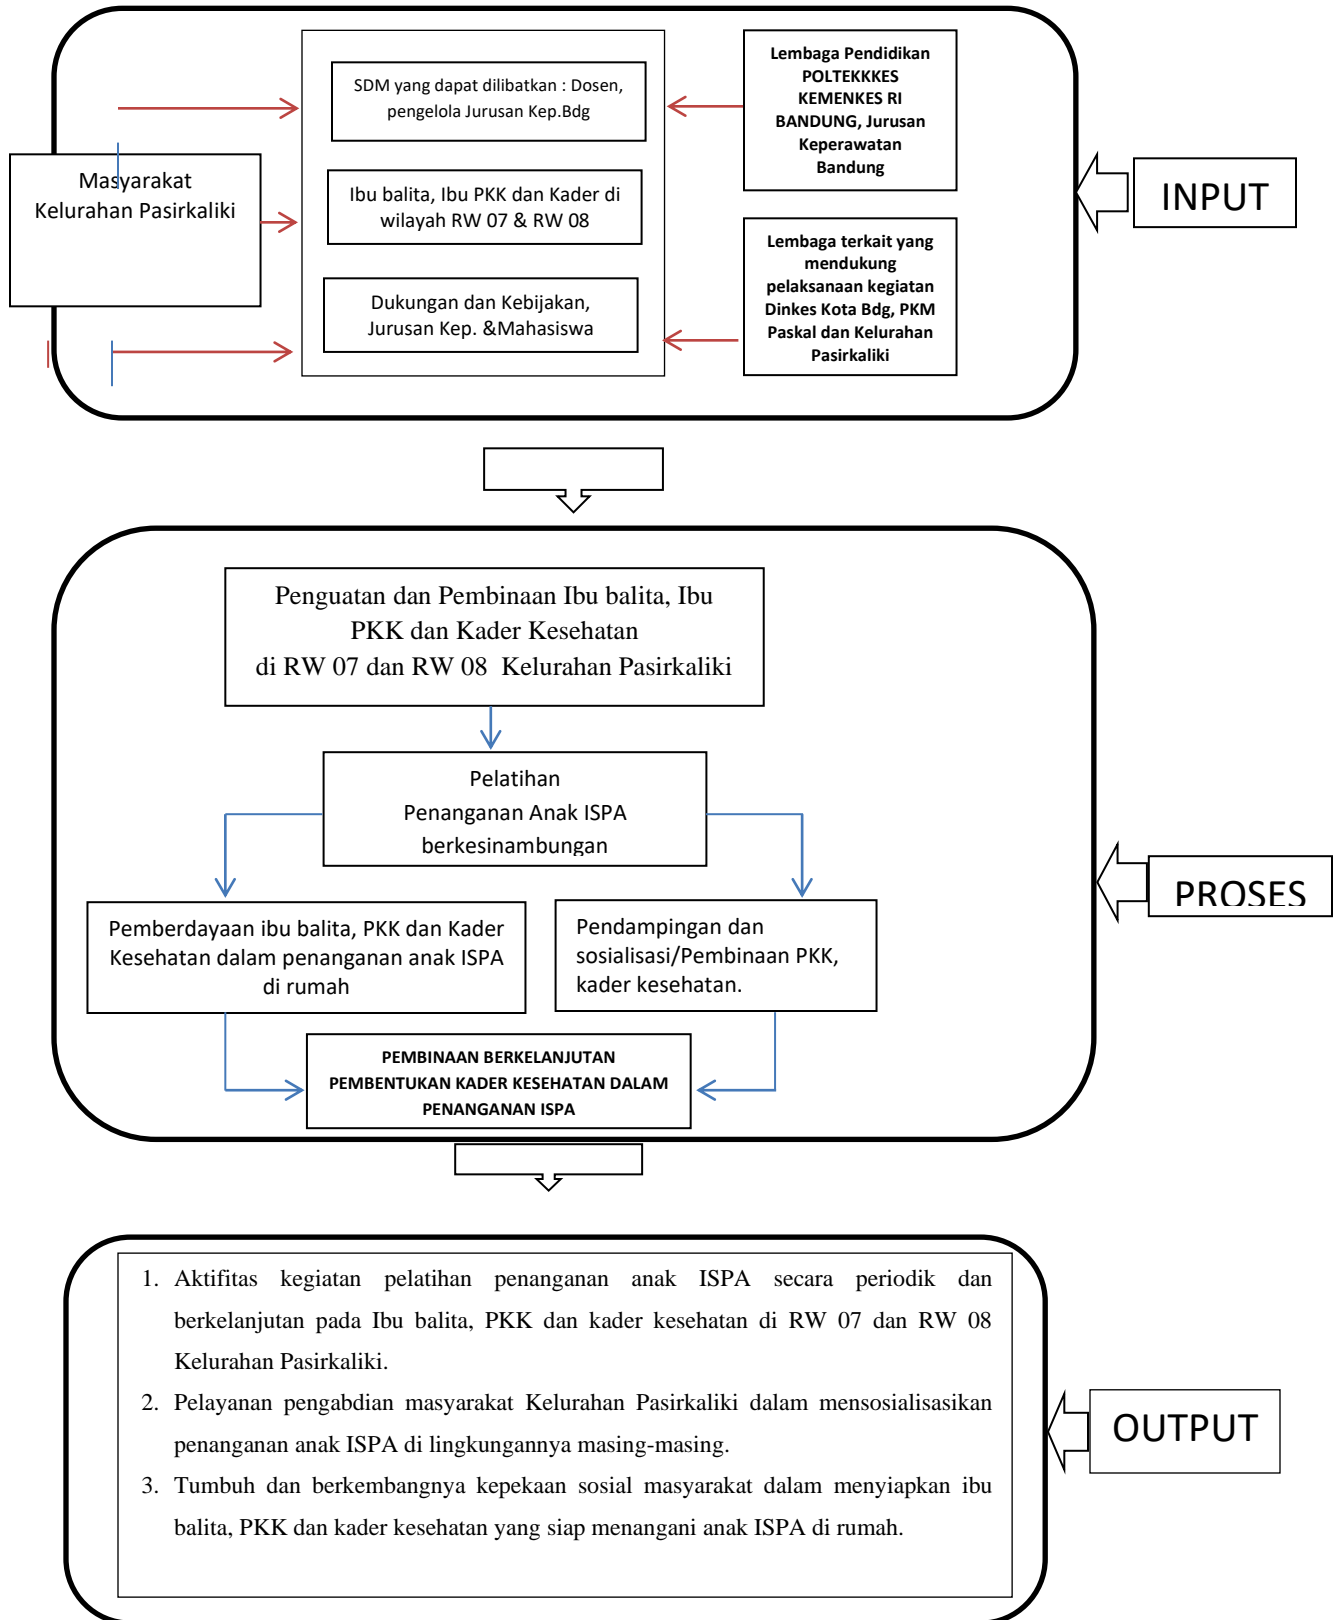 SDM yang dapat dilibatkan : Dosen,
pengelola Jurusan Kep.Bdg
Lembaga Pendidikan
POLTEKKKES
KEMENKES RI
BANDUNG, Jurusan
Keperawatan
Bandung
Masyarakat
Kelurahan Pasirkaliki
Ibu balita, Ibu PKK dan Kader di
wilayah RW 07 & RW 08
INPUT
Lembaga terkait yang
mendukung
pelaksanaan kegiatan
Dinkes Kota Bdg, PKM
Paskal dan Kelurahan
Pasirkaliki
Dukungan dan Kebijakan,
Jurusan Kep. &Mahasiswa
Penguatan dan Pembinaan Ibu balita, Ibu
PKK dan Kader Kesehatan
di RW 07 dan RW 08 Kelurahan Pasirkaliki
Pelatihan
Penanganan Anak ISPA
berkesinambungan
PROSES
Pemberdayaan ibu balita, PKK dan Kader
Kesehatan dalam penanganan anak ISPA
di rumah
Pendampingan dan
sosialisasi/Pembinaan PKK,
kader kesehatan.
PEMBINAAN BERKELANJUTAN
PEMBENTUKAN KADER KESEHATAN DALAM
PENANGANAN ISPA
1. Aktifitas kegiatan pelatihan penanganan anak ISPA secara periodik dan
berkelanjutan pada Ibu balita, PKK dan kader kesehatan di RW 07 dan RW 08
Kelurahan Pasirkaliki.
2. Pelayanan pengabdian masyarakat Kelurahan Pasirkaliki dalam mensosialisasikan
penanganan anak ISPA di lingkungannya masing-masing.
3. Tumbuh dan berkembangnya kepekaan sosial masyarakat dalam menyiapkan ibu
balita, PKK dan kader kesehatan yang siap menangani anak ISPA di rumah.
OUTPUT